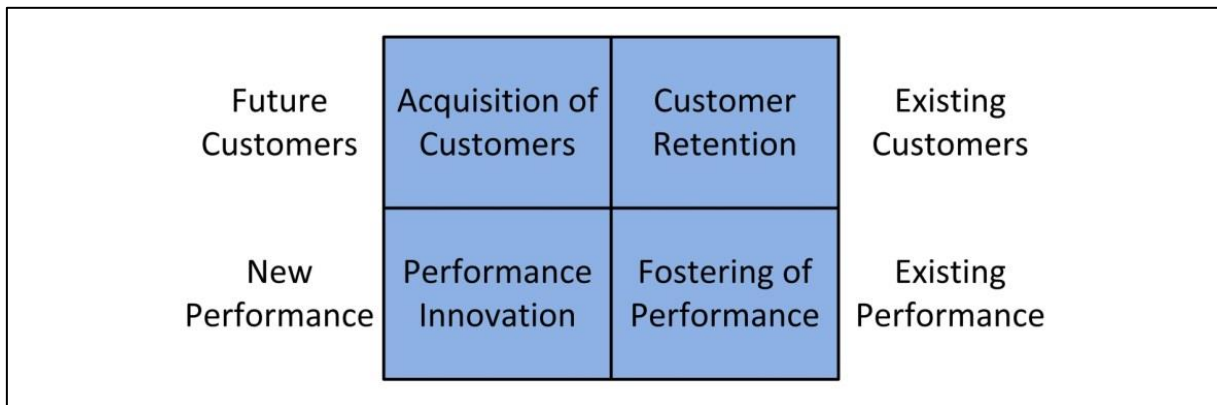 Future
Customers
Acquisition of
Customers
Customer
Retention
Existing
Customers
New
Performance
Performance
Innovation
Fostering of
Performance
Existing
Performance